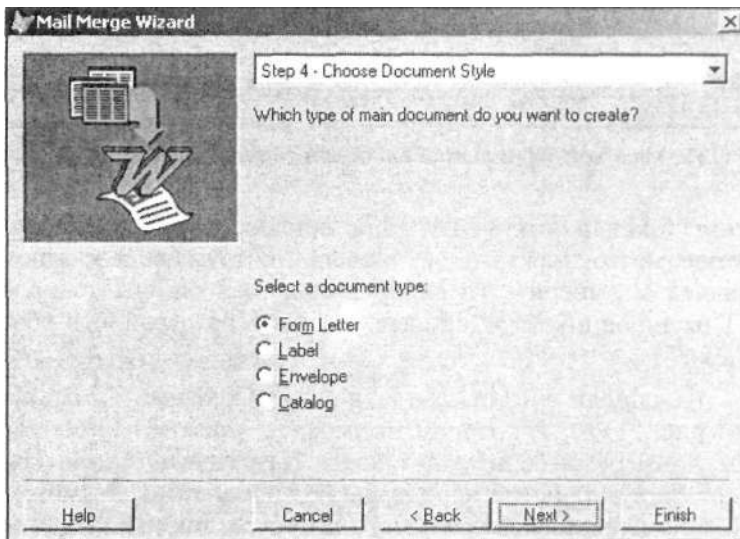 Mail Merge Wizard
Step 4 - Choose Document Style
Which type of main document do you want to create?
W
Select a document type:
Form Letter
Label
Envelope
Catalog
Help Cancel < Back Next > Finish